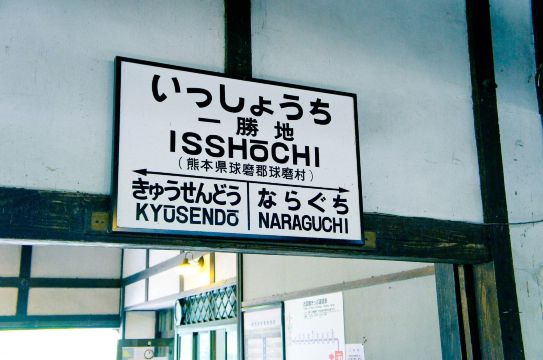 いっしょうち
一勝地
ISSHŌCHI
(熊本県球磨郡球磨村)
きゅうせんどう ならぐち
KYŪSENDŌ NARAGUCHI